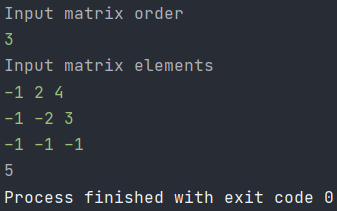 Input matrix order
3
Input matrix elements
-1 2 4
-1 -2 3
-1 -1 -1
5
Process finished with exit code 0